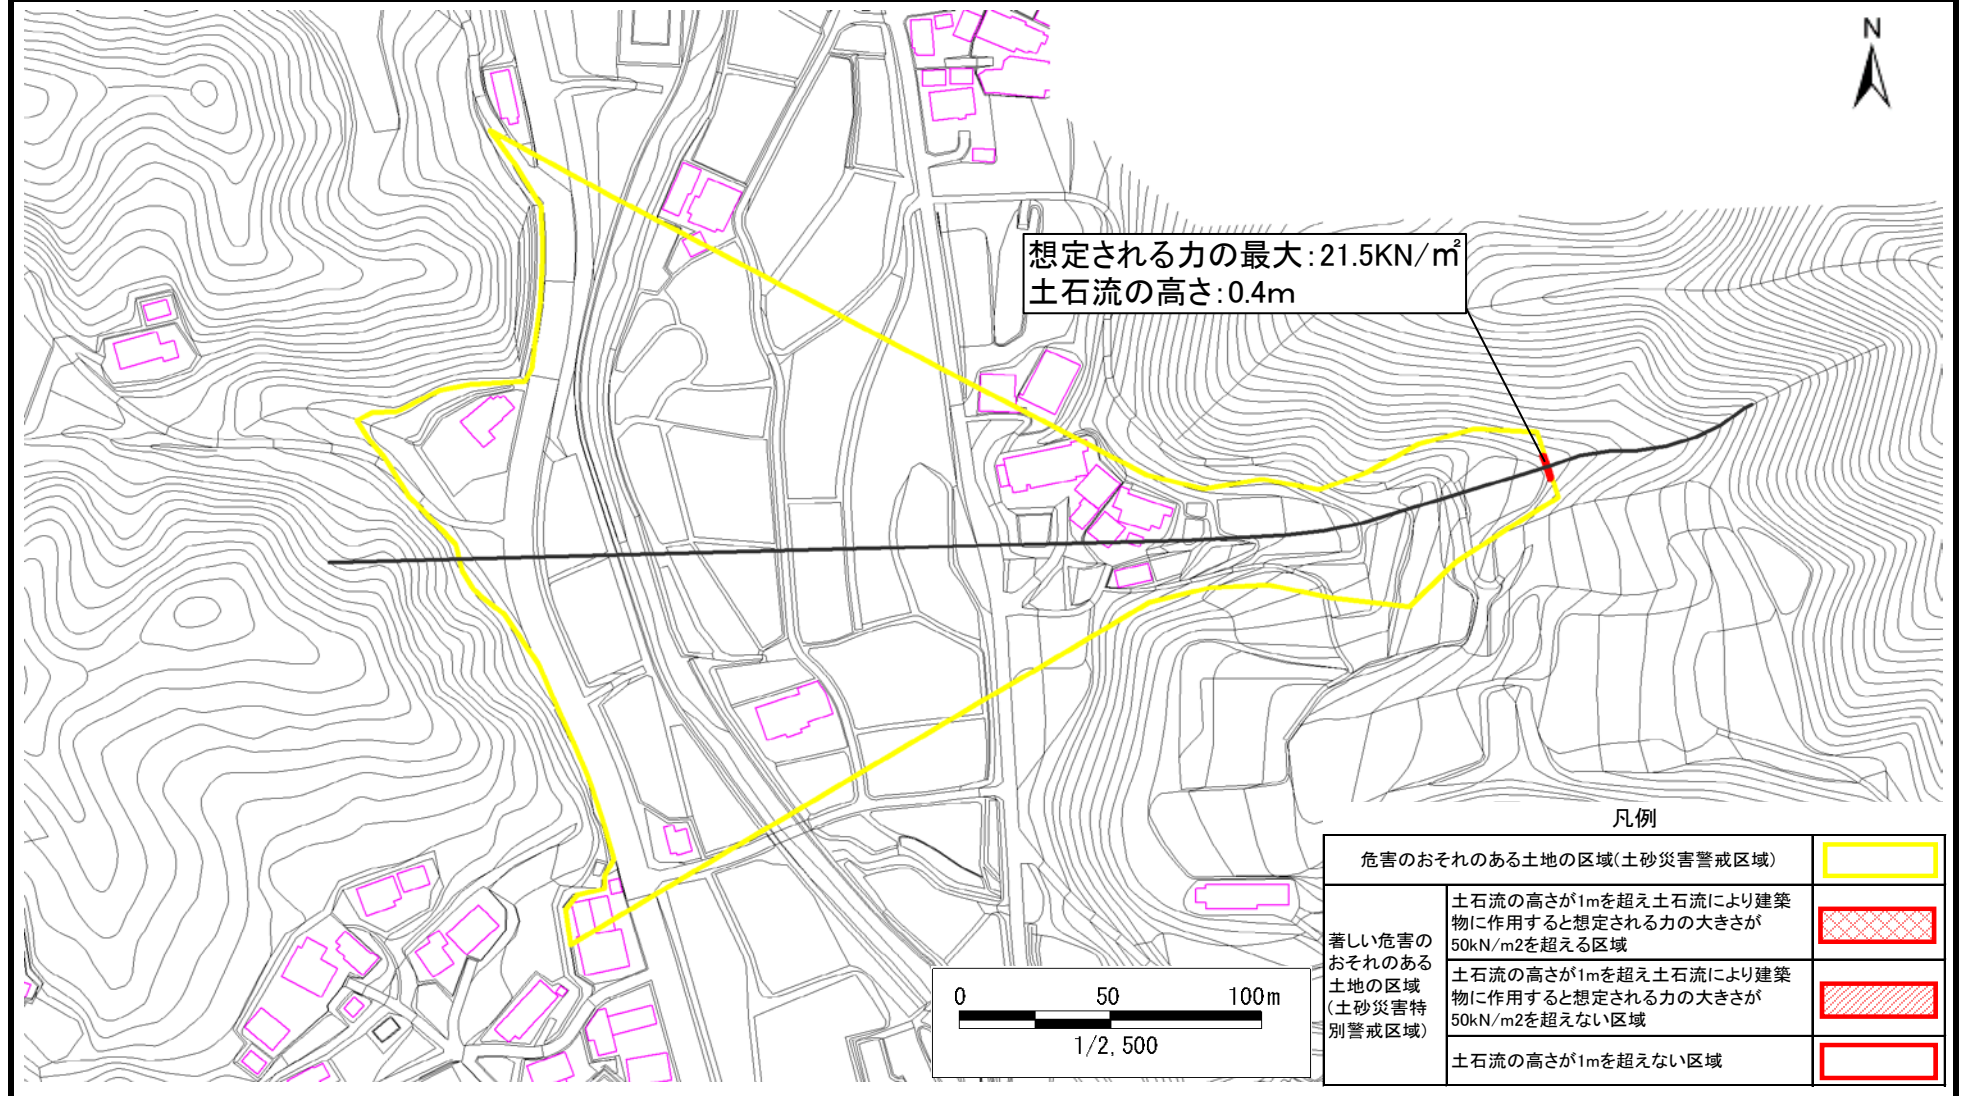 N
想定される力の最大：21.5KN/㎡
土石流の高さ：0.4m
凡例
危害のおそれのある土地の区域(土砂災害警戒区域)
著しい危害の
おそれのある
土地の区域
(土砂災害特
別警戒区域)
土石流の高さが1mを超え土石流により建築
物に作用すると想定される力の大きさが
50kN/m2を超える区域
土石流の高さが1mを超え土石流により建築
物に作用すると想定される力の大きさが
50kN/m2を超えない区域
土石流の高さが1mを超えない区域
0 50 100m
1/2,500